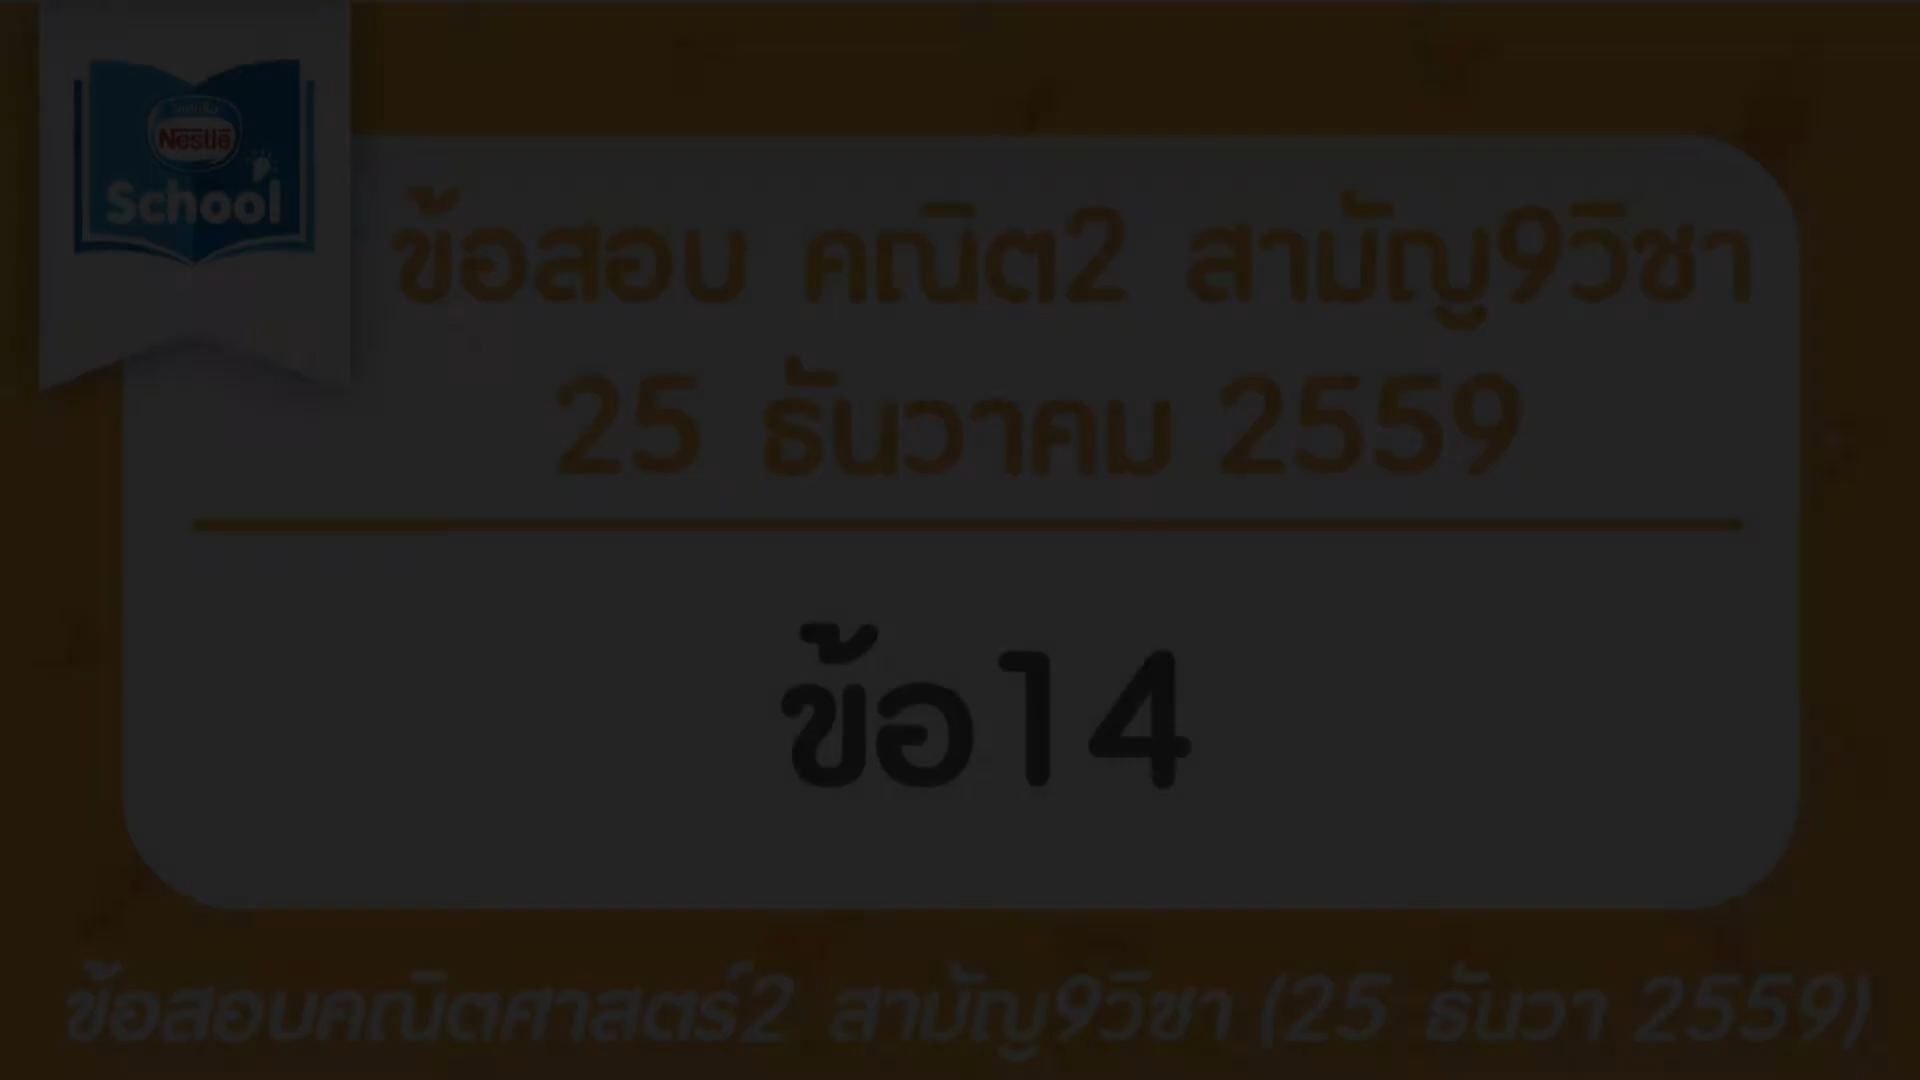 Nestlé
School
ข้อสอบ คณิต2 สามัญ9วิชา
25 ธันวาคม 2559
ข้อ14
ข้อสอบคณิตศาสตร์2 สามัญ9วิชา (25 ธันวา 2559)